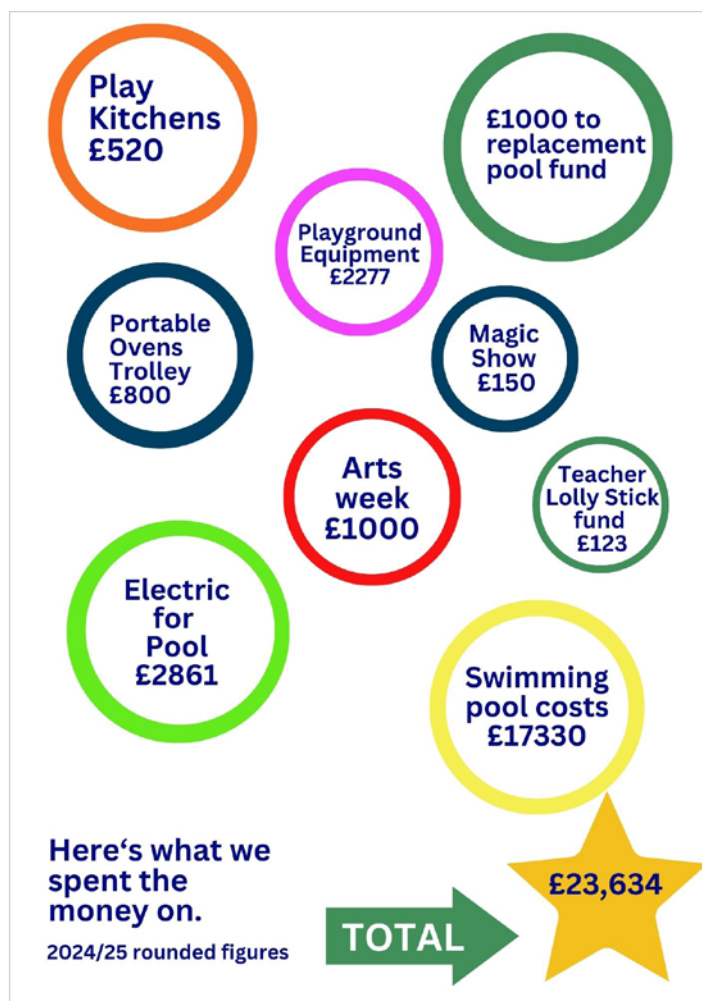 Play
Kitchens
£520
£1000 to
replacement
pool fund
Playground
Equipment
£2277
Portable
Ovens
Trolley
£800
Magic
Show
£150
Arts
week
£1000
Teacher
Lolly Stick
fund
£123
Electric
for
Pool
£2861
Swimming
pool costs
£17330
Here‘s what we
spent the
money on.
2024/25 rounded figures
TOTAL
£23,634